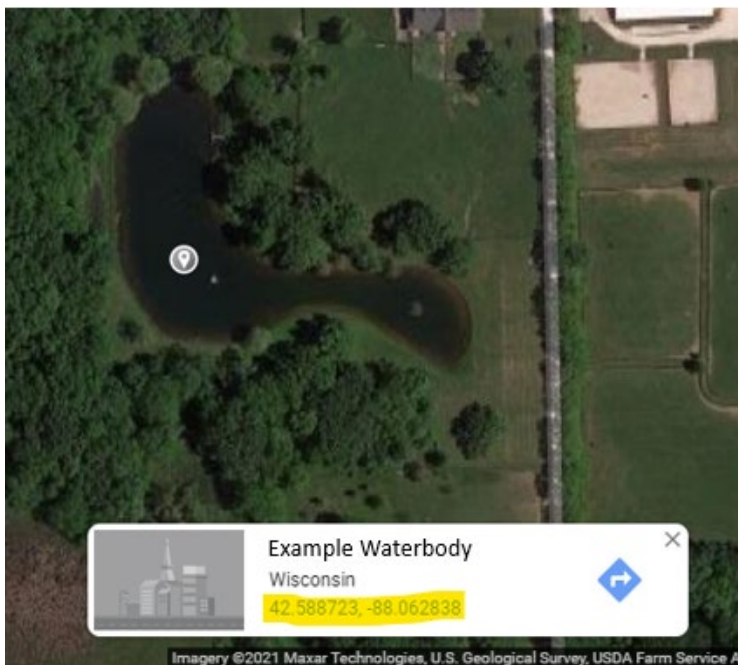 Example Waterbody
Wisconsin
42.588723, -88.062838
Imagery ©2021 Maxar Technologies, U.S. Geological Survey, USDA Farm Service A